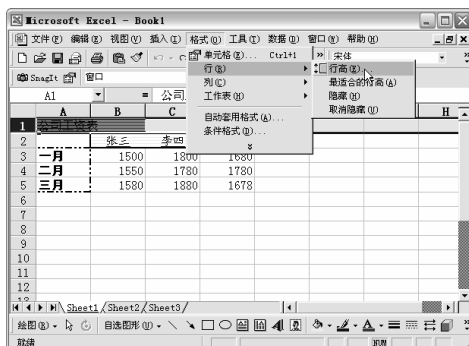 Microsoft Excel - Book1
文件(F) 编辑(E) 视图(V) 插入(I) 格式(O) 工具(T) 数据(D) 窗口(W) 帮助(H)
单元格(E)... Ctrl+1
宋体
行(R)
行高(E)...
SnagIt
窗口
列(C)
最适合的行高(A)
工作表(H)
隐藏(H)
取消隐藏(U)
自动套用格式(A)...
条件格式(D)...
A1
=
A B C H
1 公司工资表
2 张三 李四
3 一月 1500 1800 1680
4 二月 1550 1780 1780
5 三月 1580 1880 1678
6
7
8
9
10
11
12
Sheet1 Sheet2 Sheet3
绘图(R) 自选图形(U)
就绪
NUM